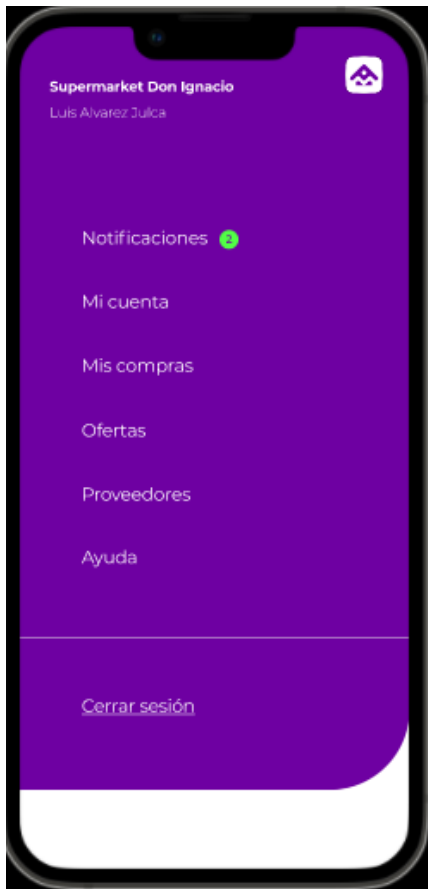 Supermarket Don Ignacio
Luis Alvarez Julca
Notificaciones 2
Mi cuenta
Mis compras
Ofertas
Proveedores
Ayuda
Cerrar sesión